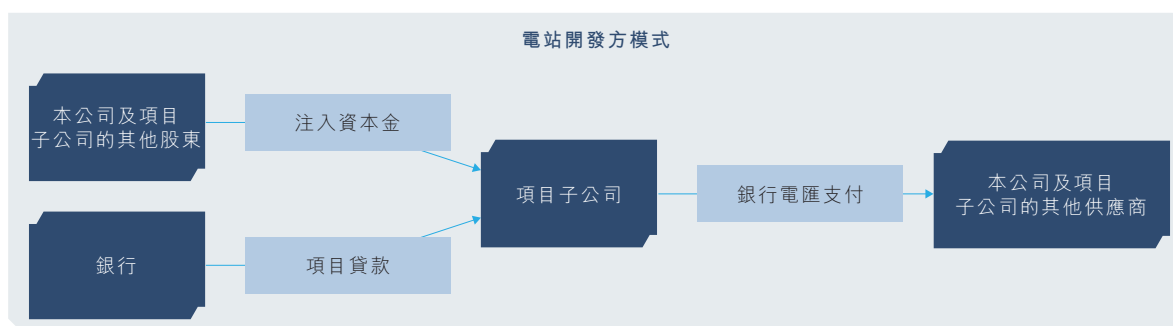 電站開發方模式
本公司及項目
子公司的其他股東
注入資本金
項目子公司
銀行電匯支付
本公司及項目
子公司的其他供應商
銀行
項目貸款